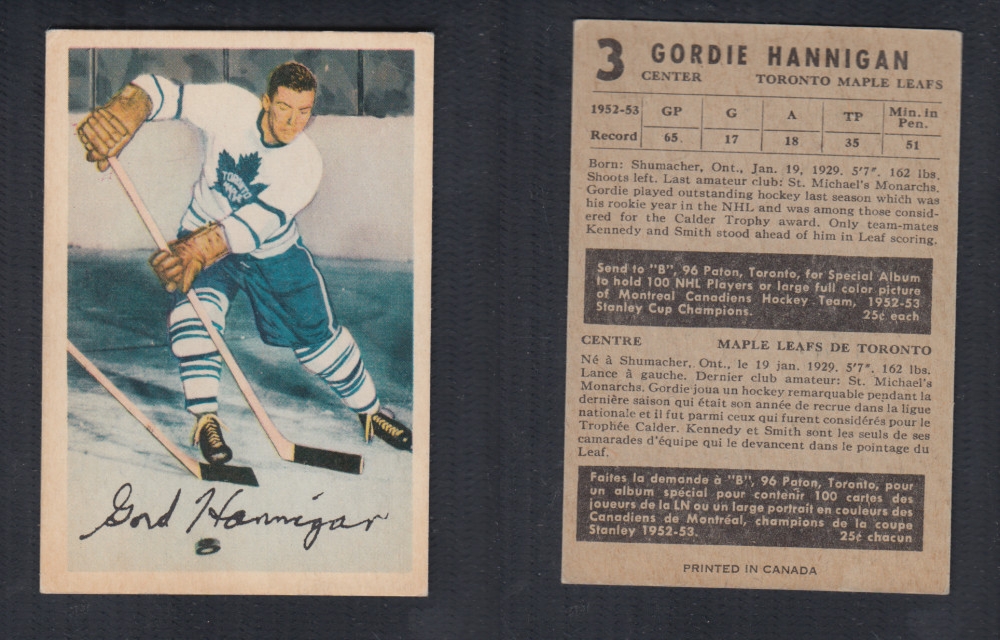 TORONTO
MAPLE
LEAFS
Gord Hannigan
3 GORDIE HANNIGAN
CENTER TORONTO MAPLE LEAFS
1952-53 GP G A TP Min. in Pen.
Record 65 17 18 35 51
Born: Shumacher, Ont., Jan. 19, 1929. 5'7". 162 lbs.
Shoots left. Last amateur club: St. Michael's Monarchs.
Gordie played outstanding hockey last season which was
his rookie year in the NHL and was among those consid-
ered for the Calder Trophy award. Only team-mates
Kennedy and Smith stood ahead of him in Leaf scoring.
Send to "B", 96 Paton, Toronto, for Special Album
to hold 100 NHL Players or large full color picture
of Montreal Canadiens Hockey Team, 1952-53
Stanley Cup Champions. 25¢ each
CENTRE MAPLE LEAFS DE TORONTO
Né à Shumacher, Ont., le 19 jan. 1929. 5'7". 162 lbs.
Lance à gauche. Dernier club amateur: St. Michael's
Monarchs. Gordie joua un hockey remarquable pendant la
dernière saison qui était son année de recrue dans la ligue
nationale et il fut parmi ceux qui furent considérés pour le
Trophée Calder. Kennedy et Smith sont les seuls de ses
camarades d'équipe qui le devancent dans le pointage du
Leaf.
Faites la demande à "B", 96 Paton, Toronto, pour
un album spécial pour contenir 100 cartes des
joueurs de la LN ou un large portrait en couleurs des
Canadiens de Montréal, champions de la coupe
Stanley 1952-53. 25¢ chacun
PRINTED IN CANADA